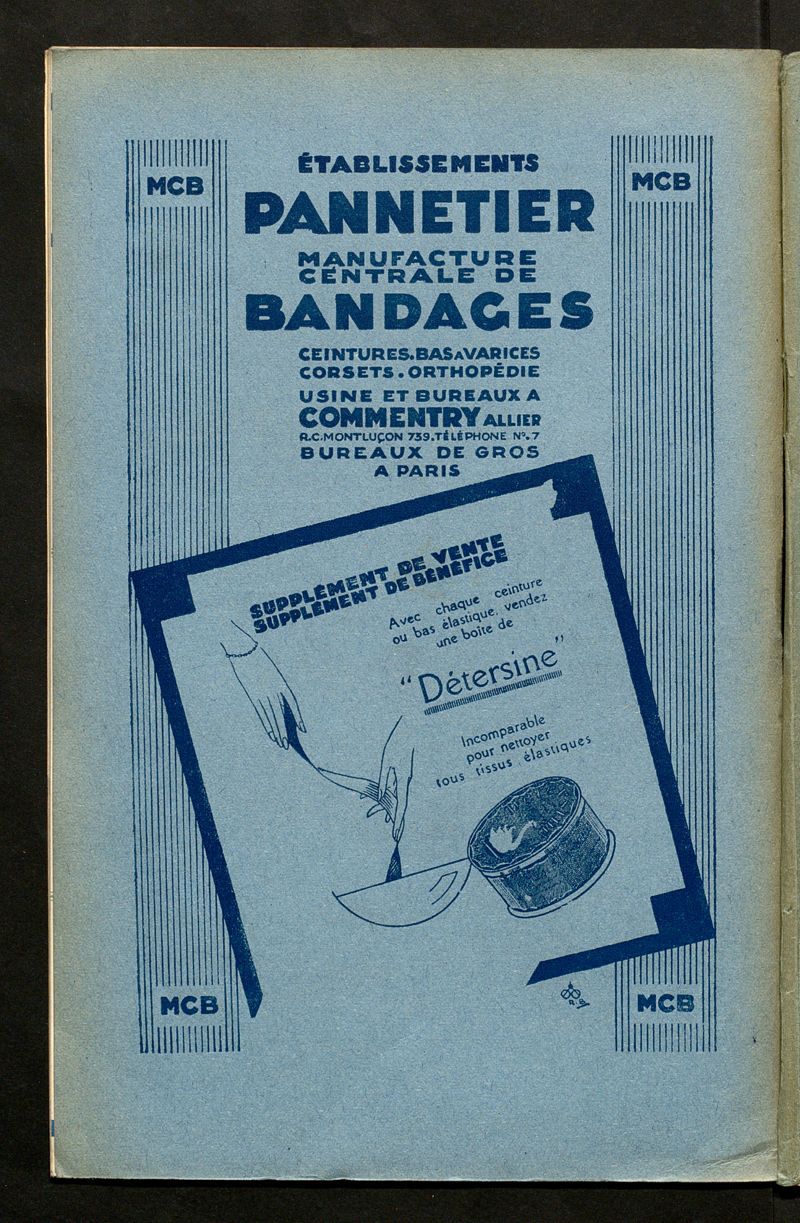 MCB
MCB
ÉTABLISSEMENTS
PANNETIER
MANUFACTURE
CENTRALE DE
BANDAGES
CEINTURES.BAS A VARICES
CORSETS.ORTHOPÉDIE
USINE ET BUREAUX A
COMMENTRY ALLIER
R.C.MONTLUÇON 739.TÉLÉPHONE No.7
BUREAUX DE GROS
A PARIS
SUPPLÉMENT DE VENTE
SUPPLÉMENT DE BÉNÉFICE
Avec chaque ceinture
ou bas élastique, vendez
une boîte de
"Détersine"
Incomparable
pour nettoyer
tous tissus élastiques
R.B
MCB
MCB